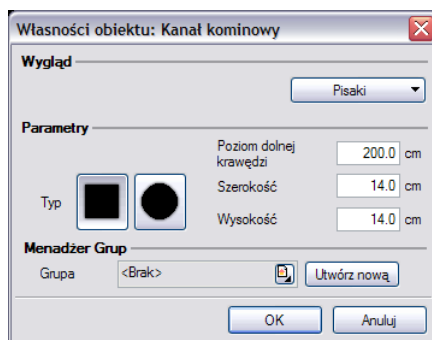 Własności obiektu: Kanał kominowy
Wygląd
Pisaki
Parametry
Poziom dolnej
krawędzi
200.0 cm
Typ
Szerokość 14.0 cm
Wysokość 14.0 cm
Menadżer Grup
Grupa <Brak> Utwórz nową
OK Anuluj